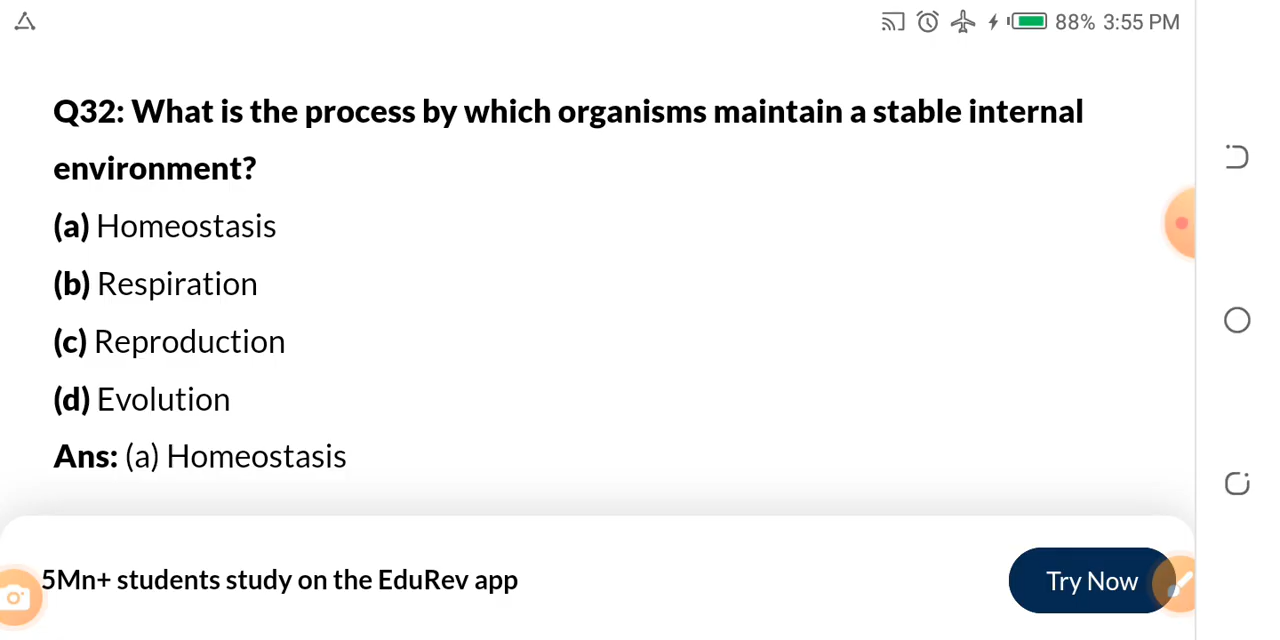 88% 3:55 PM
Q32: What is the process by which organisms maintain a stable internal
environment?
(a) Homeostasis
(b) Respiration
(c) Reproduction
(d) Evolution
Ans: (a) Homeostasis
5Mn+ students study on the EduRev app
Try Now